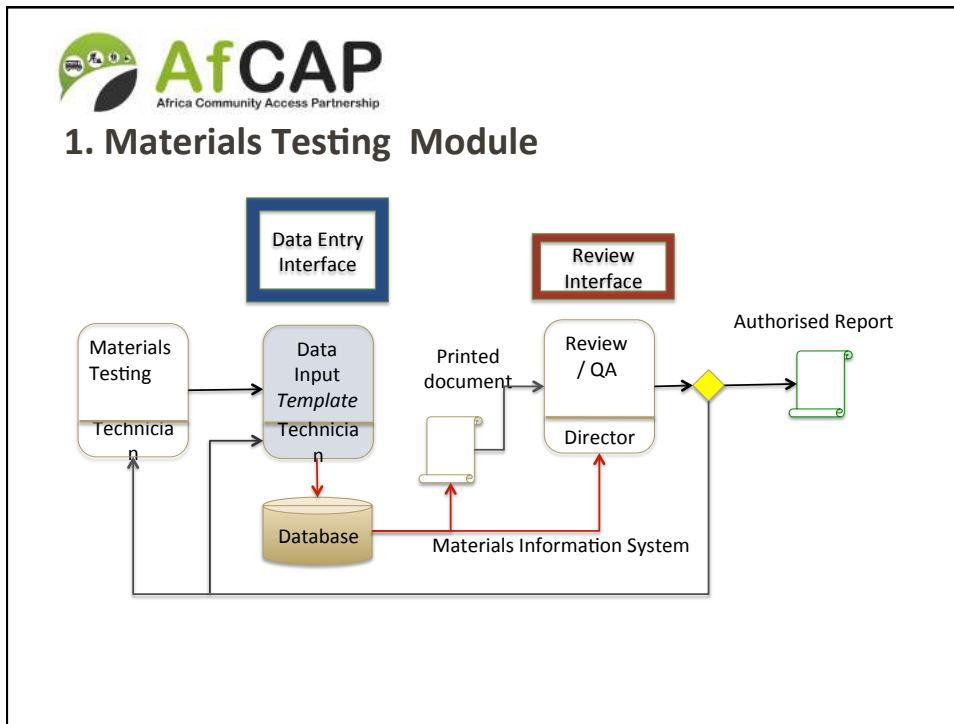 AfCAP
Africa Community Access Partnership
1. Materials Testing Module
Data Entry
Interface
Review
Interface
Authorised Report
Materials
Testing
Technicia
n
Data
Input
Template
Technicia
n
Printed
document
Review
/ QA
Director
Database
Materials Information System